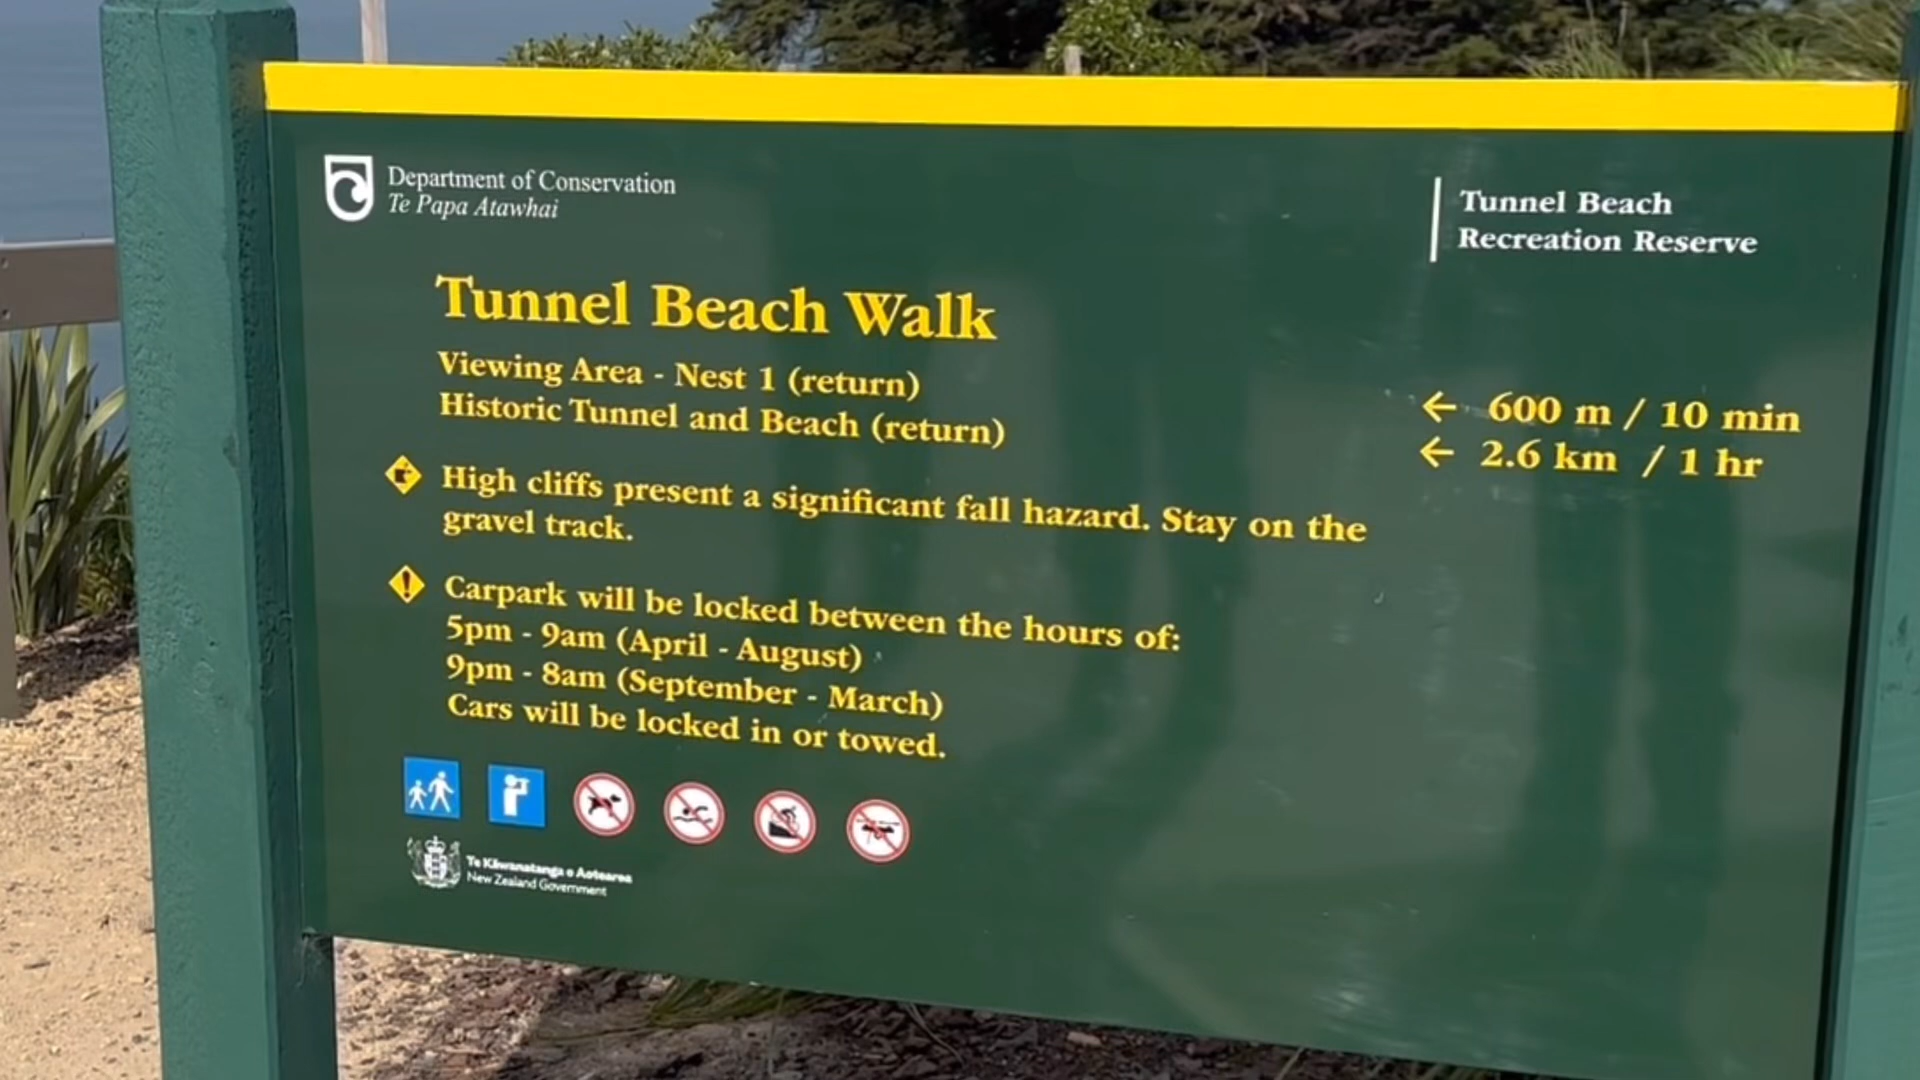 Department of Conservation
Te Papa Atawhai
Tunnel Beach
Recreation Reserve
Tunnel Beach Walk
Viewing Area - Nest 1 (return) ← 600 m / 10 min
Historic Tunnel and Beach (return) ← 2.6 km / 1 hr
High cliffs present a significant fall hazard. Stay on the
gravel track.
Carpark will be locked between the hours of:
5pm - 9am (April - August)
9pm - 8am (September - March)
Cars will be locked in or towed.
Te Kāwanatanga o Aotearoa
New Zealand Government